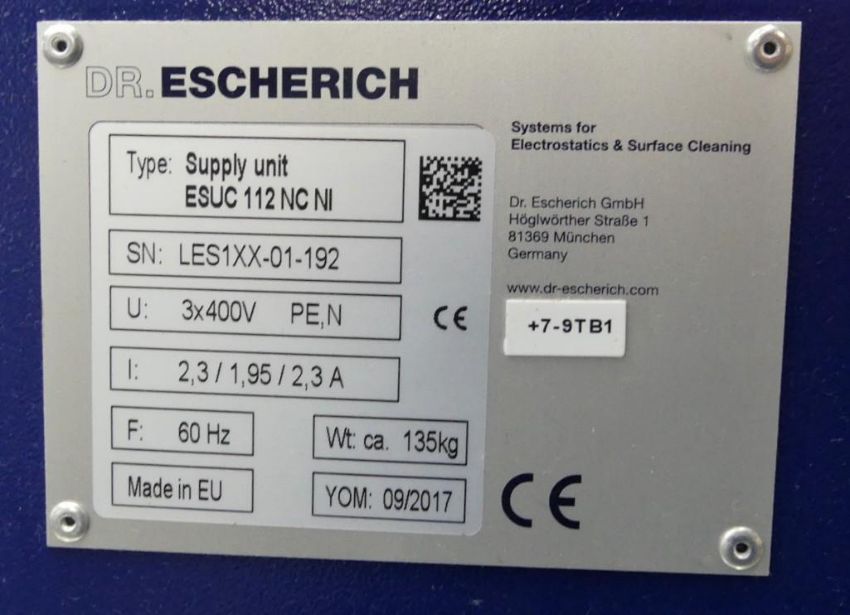 DR. ESCHERICH
Systems for
Electrostatics & Surface Cleaning
Type: Supply unit
ESUC 112 NC NI
SN: LES1XX-01-192
U: 3x400V PE,N
CE
I: 2,3 / 1,95 / 2,3 A
F: 60 Hz
Wt: ca. 135kg
Made in EU
YOM: 09/2017
Dr. Escherich GmbH
Höglwörther Straße 1
81369 München
Germany
www.dr-escherich.com
+7-9TB1
CE